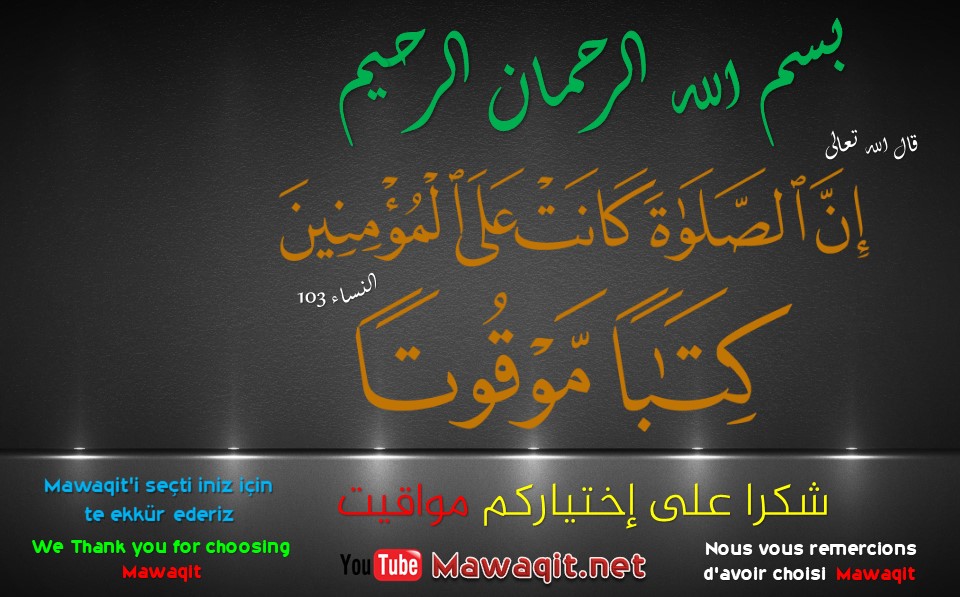 بسم الله الرحمان الرحيم
قال الله تعالى
إِنَّ ٱلصَّلَوٰةَ كَانَتْ عَلَى ٱلْمُؤْمِنِينَ
كِتَـٰبًا مَّوْقُوتًا
النساء 103
Mawaqit'i seçti iniz için
te ekkür ederiz
We Thank you for choosing
Mawaqit
شكرا على إختياركم مواقيت
YouTube Mawaqit.net
Nous vous remercions
d'avoir choisi Mawaqit